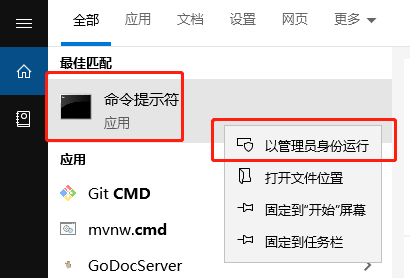 全部 应用 文档 设置 网页 更多
最佳匹配
命令提示符
应用
以管理员身份运行
打开文件位置
固定到"开始"屏幕
固定到任务栏
应用
Git CMD
mvnw.cmd
GoDocServer